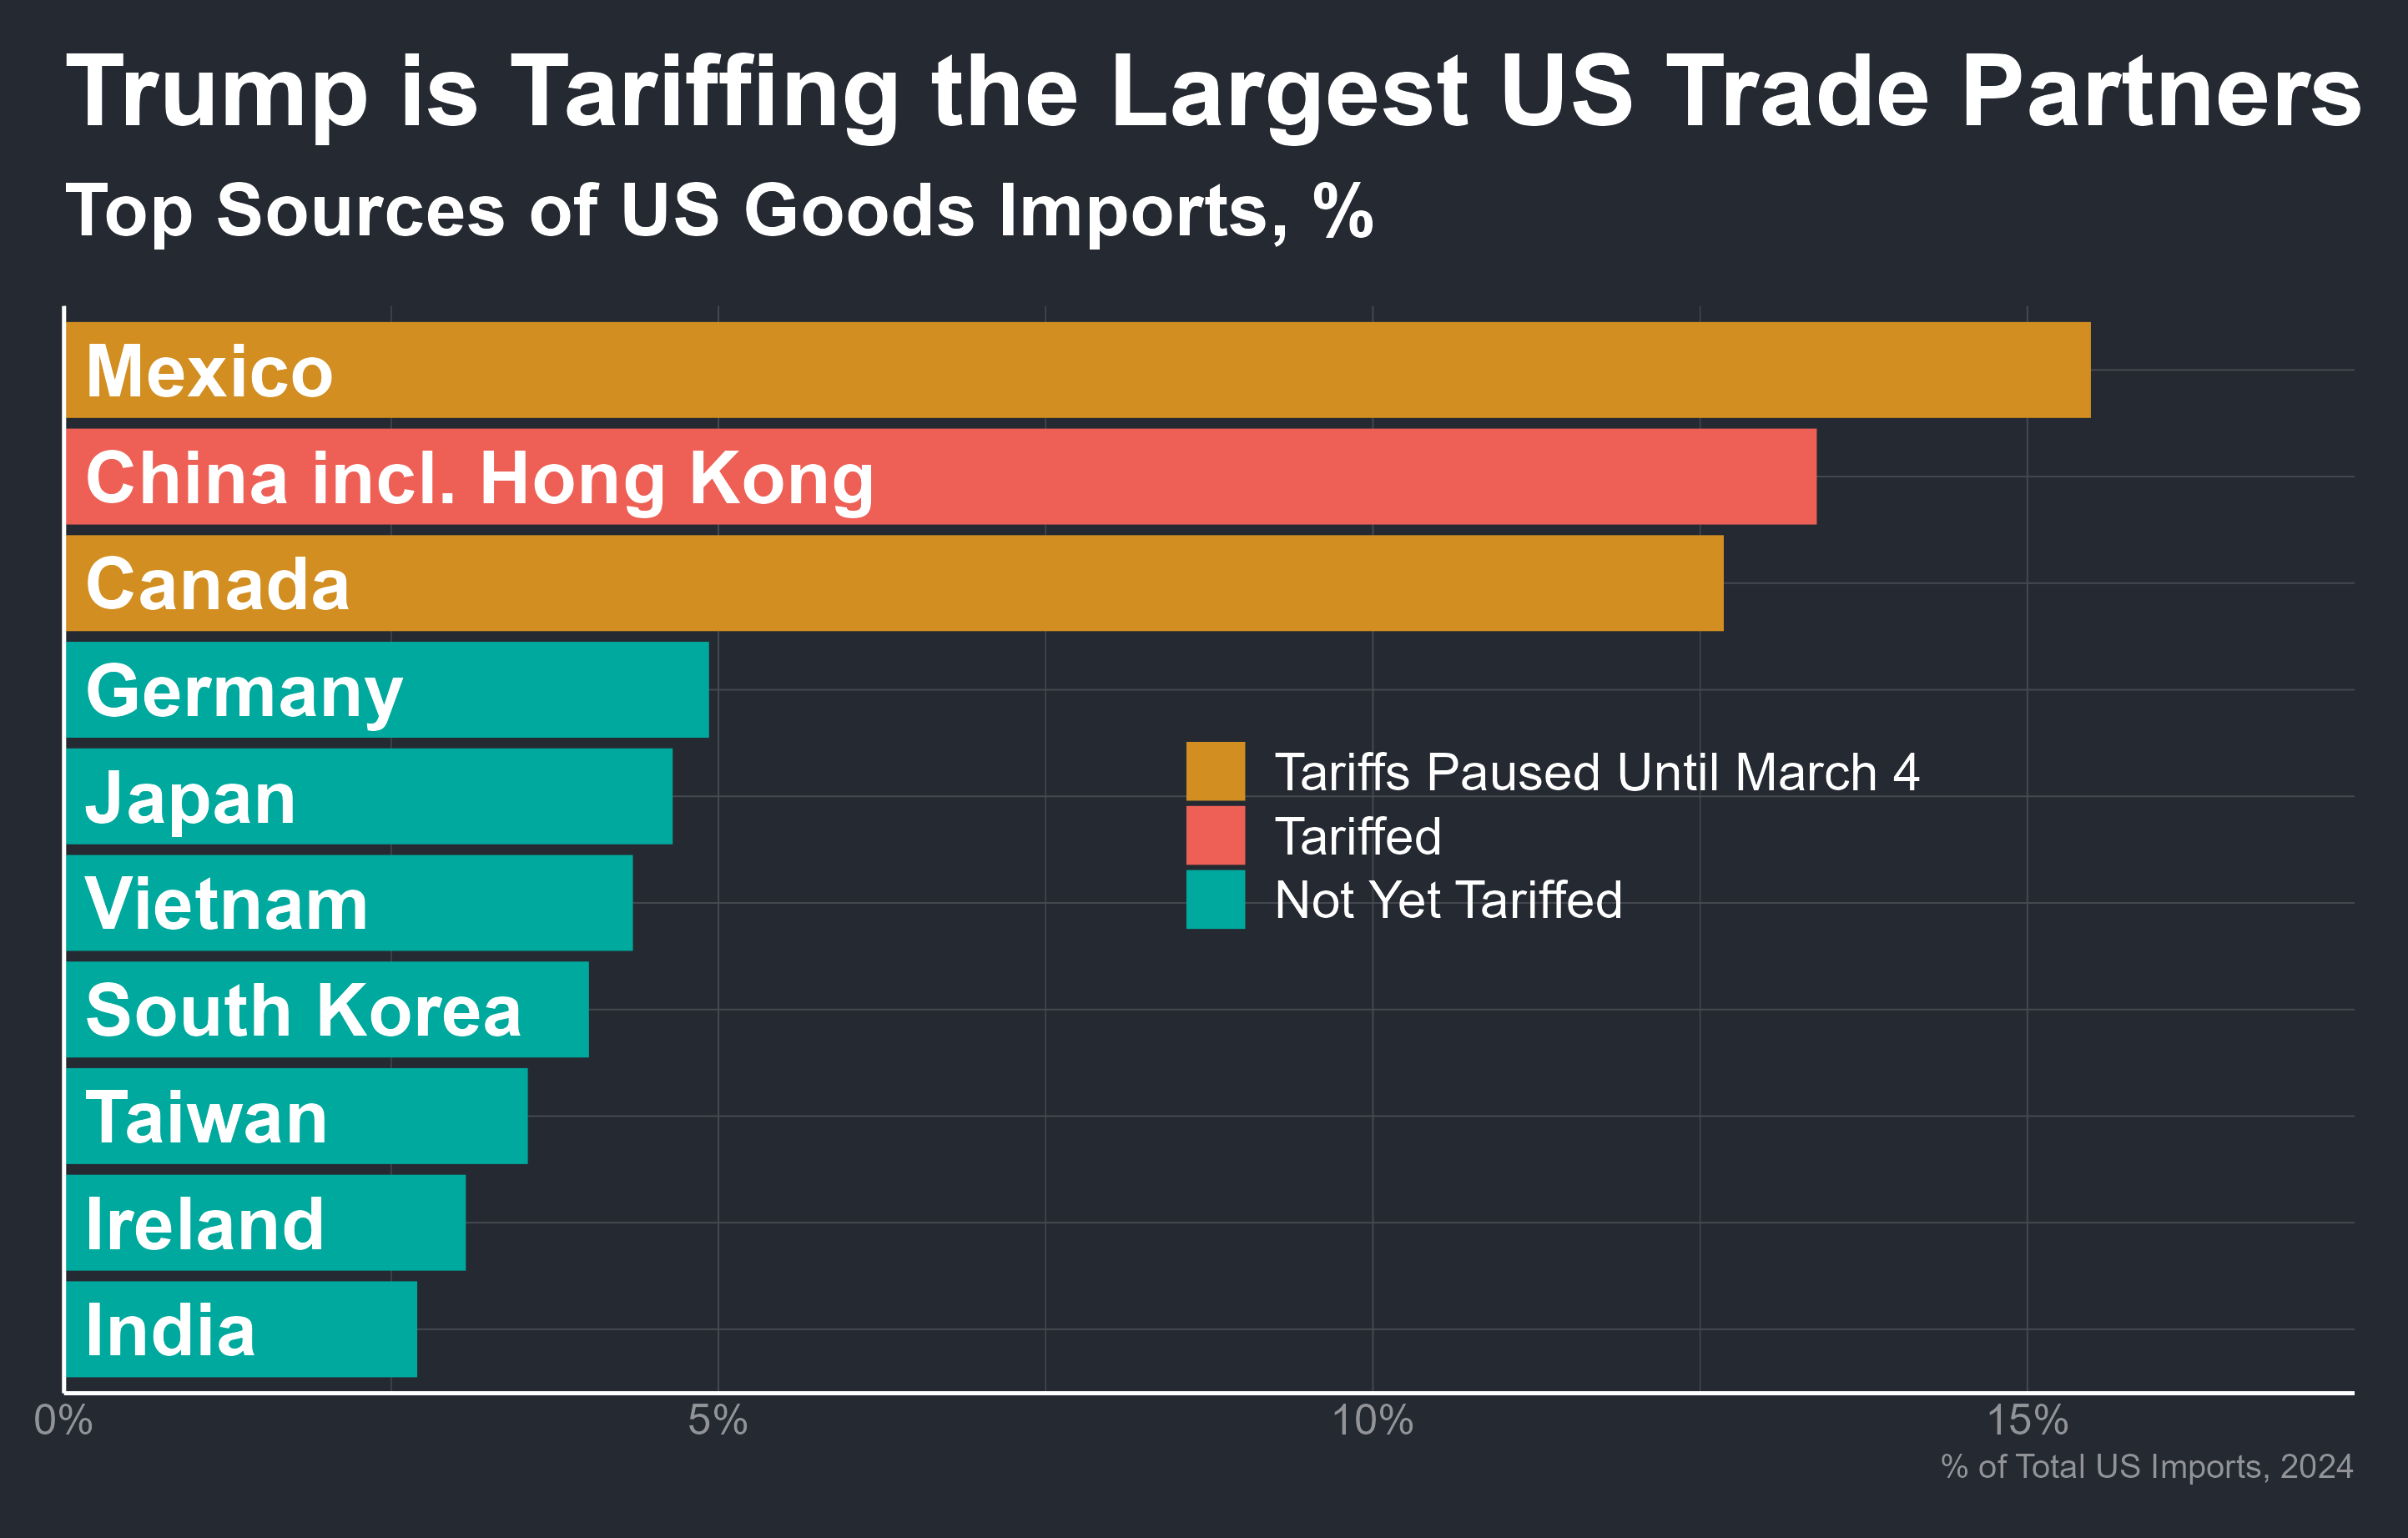 Trump is Tariffing the Largest US Trade Partners
Top Sources of US Goods Imports, %
Mexico
China incl. Hong Kong
Canada
Germany
Japan
Vietnam
South Korea
Taiwan
Ireland
India
Tariffs Paused Until March 4
Tariffed
Not Yet Tariffed
0% 5% 10% 15%
% of Total US Imports, 2024